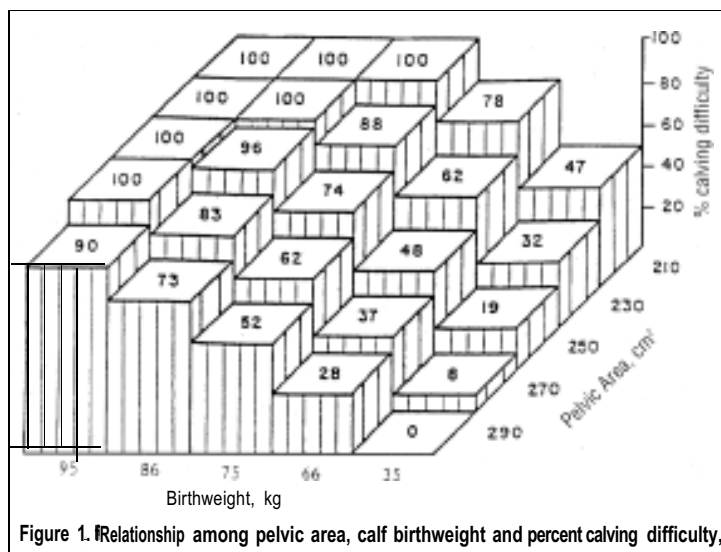 100 100 100 78 47
100 100 88 62 32
100 96 74 48 19
100 83 62 37 8
90 73 52 28 0
100
80
60
40
20
% calving difficulty
210
230
250
270
290
Pelvic Area, cm²
95 86 75 66 35
Birthweight, kg
Figure 1. Relationship among pelvic area, calf birthweight and percent calving difficulty,